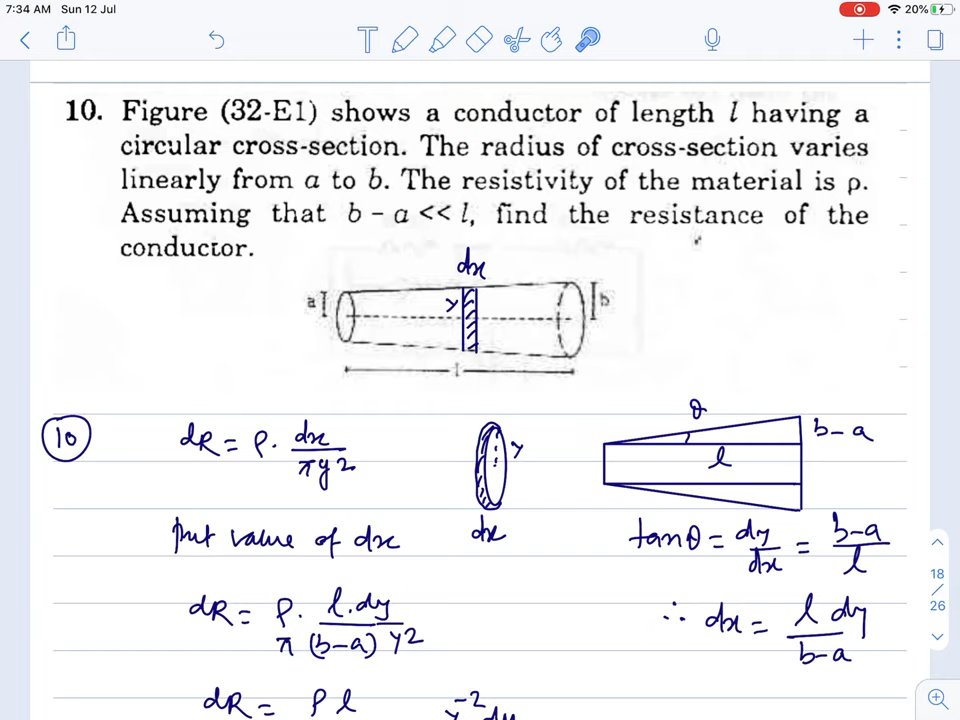 7:34 AM Sun 12 Jul
20%
10. Figure (32-E1) shows a conductor of length l having a
circular cross-section. The radius of cross-section varies
linearly from a to b. The resistivity of the material is ρ.
Assuming that b - a << l, find the resistance of the
conductor.
dx
a
y
b
l
10
dR = ρ. dx / πy2
y
dx
θ
b-a
l
put value of dx
tanθ = dy/dx = b-a/l
dR = ρ. l.dy / π (b-a) y2
∴ dx = l dy / b-a
18
/
26
dR = ρ l y-2 dy